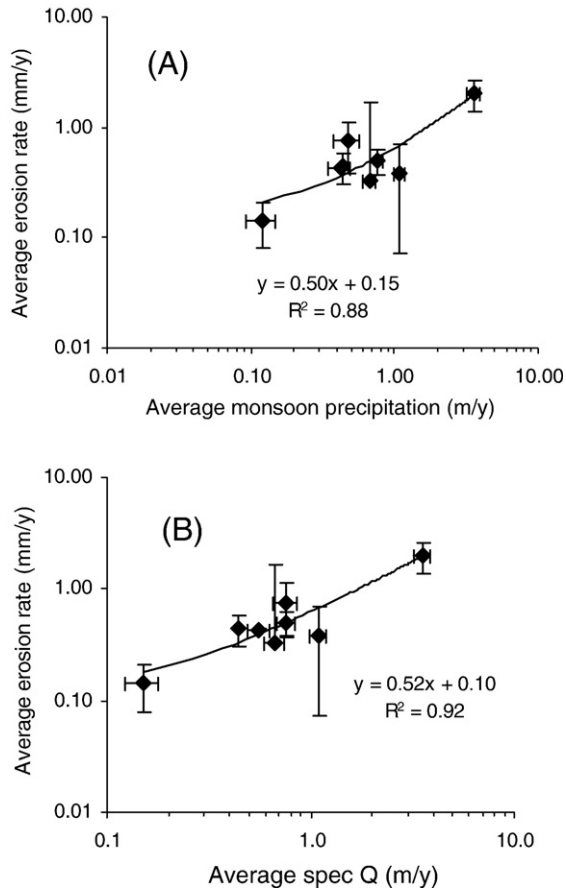 10.00
(A)
1.00
0.10
0.01
Average erosion rate (mm/y)
y = 0.50x + 0.15
R² = 0.88
0.01
0.10
1.00
10.00
Average monsoon precipitation (m/y)
10.00
(B)
1.00
0.10
0.01
Average erosion rate (mm/y)
y = 0.52x + 0.10
R² = 0.92
0.1
1.0
10.0
Average spec Q (m/y)